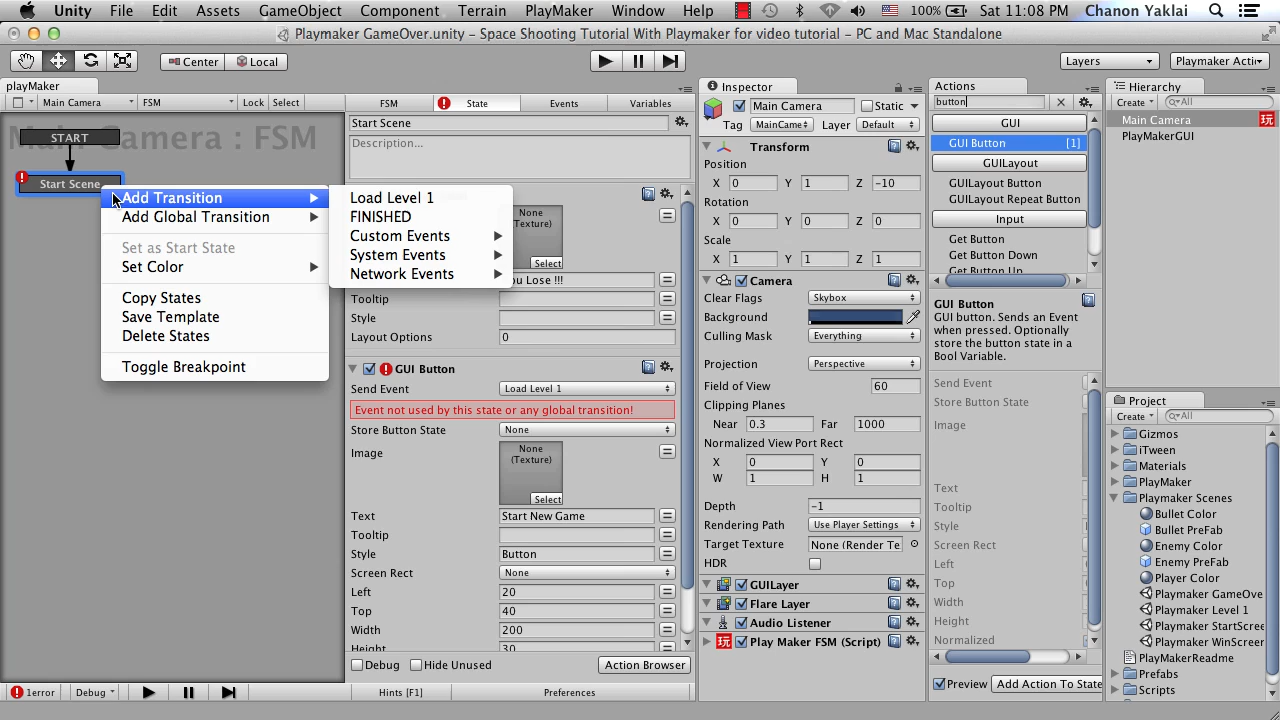 Unity File Edit Assets GameObject Component Terrain PlayMaker Window Help 100% Sat 11:08 PM Chanon Yaklai
Playmaker GameOver.unity - Space Shooting Tutorial With Playmaker for video tutorial - PC and Mac Standalone
Center Local Layers Playmaker Acti
playMaker
Main Camera FSM Lock Select
Main Camera : FSM
START
Start Scene
Add Transition
Add Global Transition
Set as Start State
Set Color
Copy States
Save Template
Delete States
Toggle Breakpoint
Load Level 1
FINISHED
Custom Events
System Events
Network Events
1error Debug
FSM State Events Variables
Start Scene
Description...
None
(Texture)
Select
ou Lose !!!
Tooltip
Style
Layout Options 0
GUI Button
Send Event Load Level 1
Event not used by this state or any global transition!
Store Button State None
Image None
(Texture)
Select
Text Start New Game
Tooltip
Style Button
Screen Rect None
Left 20
Top 40
Width 200
Height 30
Debug Hide Unused Action Browser
Hints [F1] Preferences
Inspector
Main Camera Static
Tag MainCame Layer Default
Transform
Position
X 0 Y 1 Z -10
Rotation
X 0 Y 0 Z 0
Scale
X 1 Y 1 Z 1
Camera
Clear Flags Skybox
Background
Culling Mask Everything
Projection Perspective
Field of View 60
Clipping Planes
Near 0.3 Far 1000
Normalized View Port Rect
X 0 Y 0
W 1 H 1
Depth -1
Rendering Path Use Player Settings
Target Texture None (Render Te
HDR
GUILayer
Flare Layer
Audio Listener
玩 Play Maker FSM (Script)
Actions
button
GUI
GUI Button [1]
GUILayout
GUILayout Button
GUILayout Repeat Button
Input
Get Button
Get Button Down
Get Button Up
GUI Button
GUI button. Sends an Event
when pressed. Optionally
store the button state in a
Bool Variable.
Send Event
Store Button State
Image
Text
Tooltip
Style
Screen Rect
Left
Top
Width
Height
Normalized
Preview Add Action To State
Hierarchy
Create All
Main Camera 玩
PlayMakerGUI
Project
Create All
Gizmos
iTween
Materials
PlayMaker
Playmaker Scenes
Bullet Color
Bullet PreFab
Enemy Color
Enemy PreFab
Player Color
Playmaker GameOve
Playmaker Level 1
Playmaker StartScree
Playmaker WinScreen
PlayMakerReadme
Prefabs
Scripts